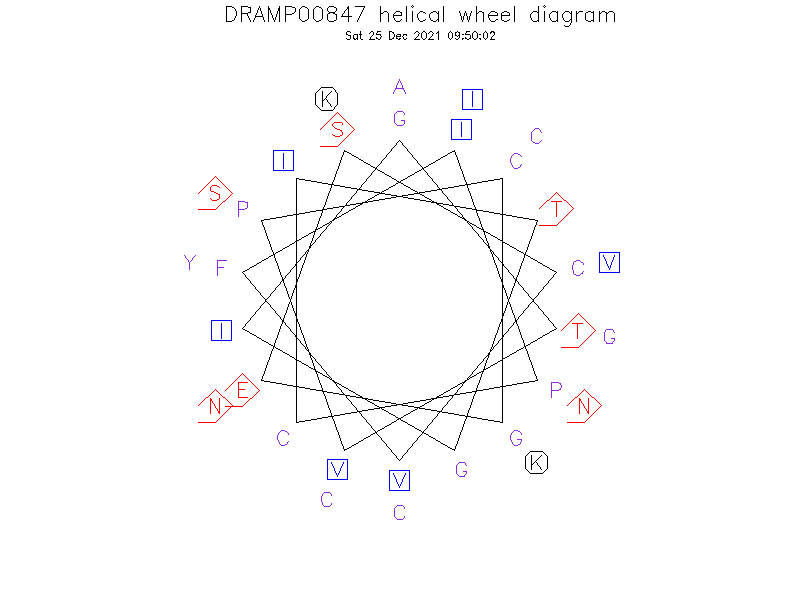 DRAMP00847 helical wheel diagram
Sat 25 Dec 2021 09:50:02
A
K I
G
S I
C
I C
S T
P
Y F C V
I T G
E P
N N
C G
K
V G
V
C
C